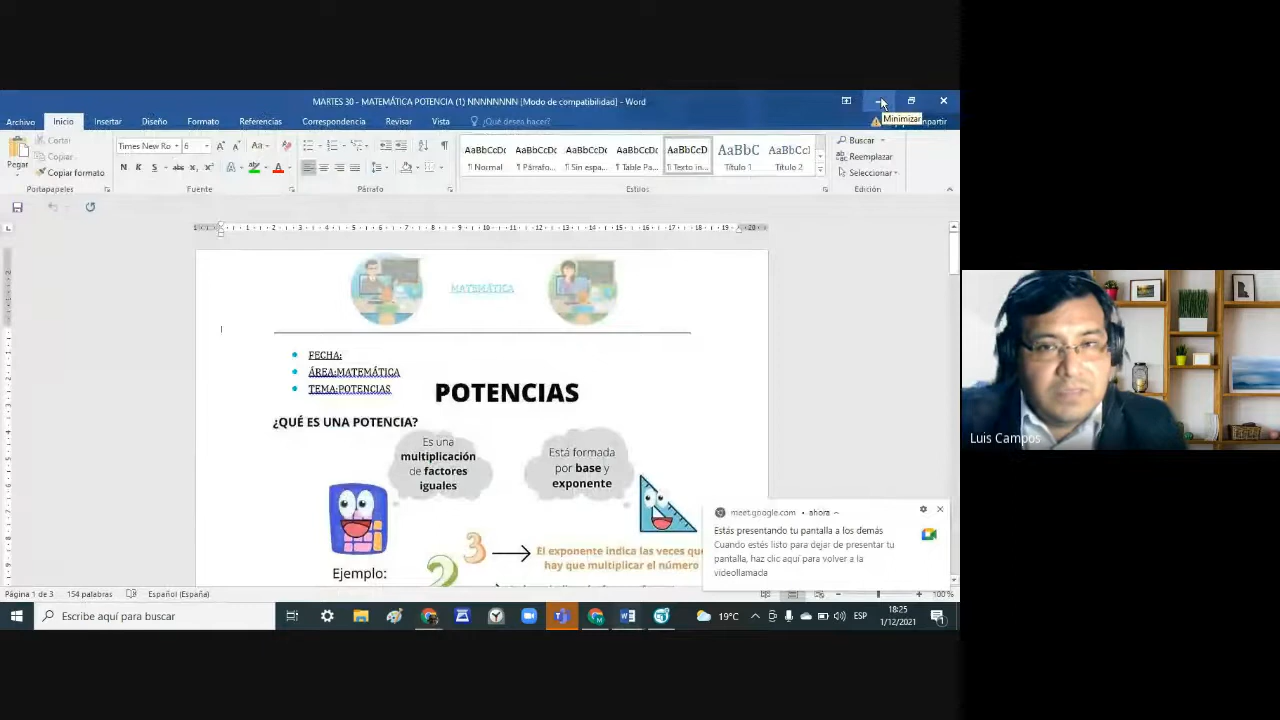 MARTES 30 - MATEMÁTICA POTENCIA (1) NNNNNNNN [Modo de compatibilidad] - Word
Minimizar
Archivo Inicio Insertar Diseño Formato Referencias Correspondencia Revisar Vista ¿Qué desea hacer?
Pegar
Cortar
Copiar
Copiar formato
Portapapeles
Times New Ro 6
N K S abc x₂ x²
Fuente
Párrafo
AaBbCcDc AaBbCcDc AaBbCcDc AaBbCcDc AaBbCcD AaBbC AaBbCcI
¶ Normal ¶ Párrafo... ¶ Sin espa... ¶ Table Pa... ¶ Texto in... Título 1 Título 2
Estilos
Buscar
Reemplazar
Seleccionar
Edición
MATEMÁTICA
FECHA:
ÁREA:MATEMÁTICA
TEMA:POTENCIAS
POTENCIAS
¿QUÉ ES UNA POTENCIA?
Es una
multiplicación
de factores
iguales
Está formada
por base y
exponente
Ejemplo:
2 3
El exponente indica las veces que
hay que multiplicar el número
meet.google.com • ahora
Estás presentando tu pantalla a los demás
Cuando estés listo para dejar de presentar tu
pantalla, haz clic aquí para volver a la
videollamada
Luis Campos
Página 1 de 3 154 palabras Español (España) 100%
Escribe aquí para buscar
19°C ESP
18:25
1/12/2021